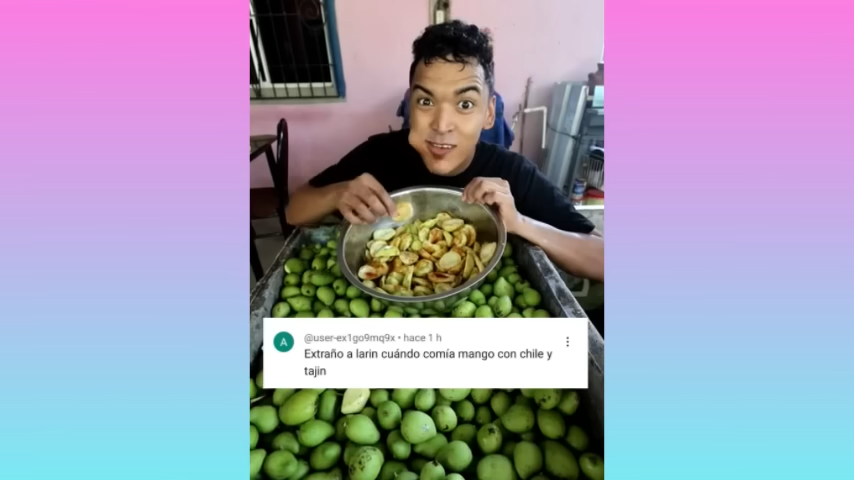 A
@user-ex1go9mq9x • hace 1 h
Extraño a larin cuándo comía mango con chile y
tajin